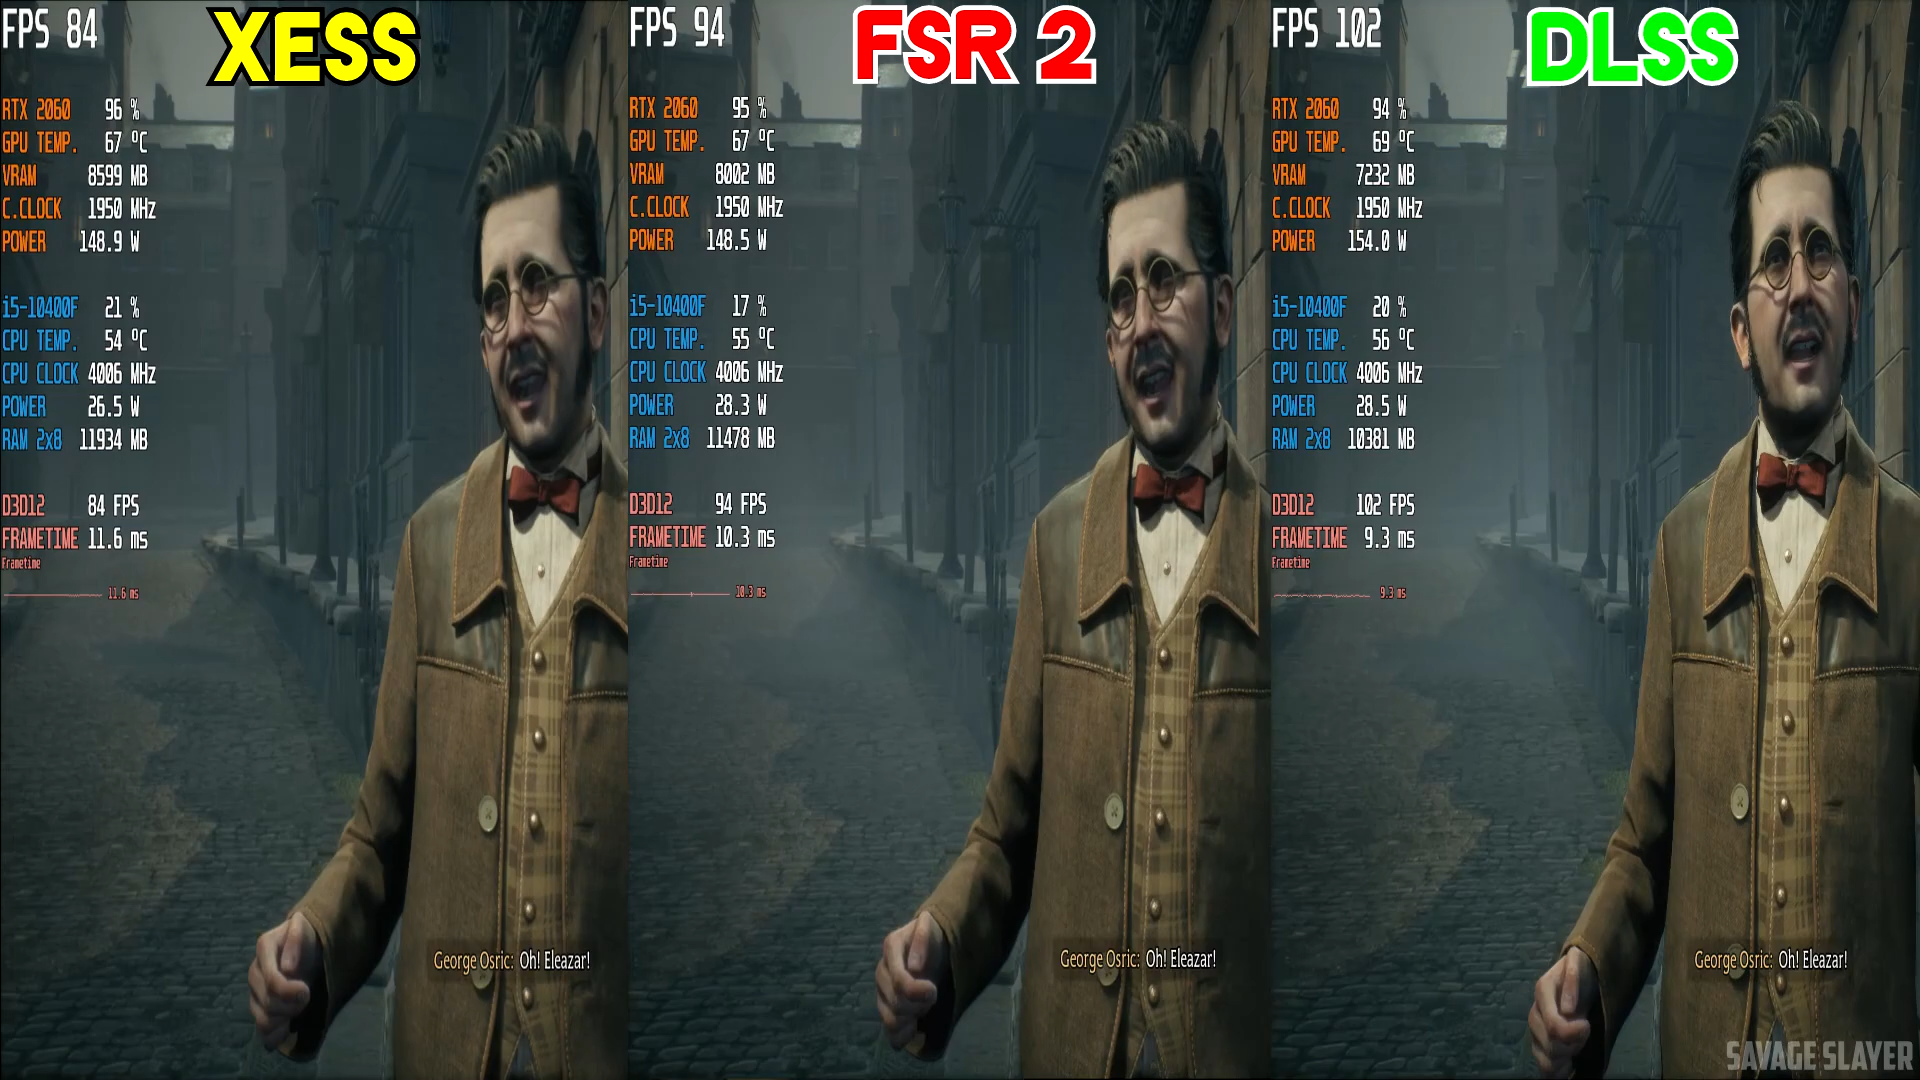 FPS 84
XESS
RTX 2060 96 %
GPU TEMP. 67 °C
VRAM 8599 MB
C.CLOCK 1950 MHz
POWER 148.9 W
i5-10400F 21 %
CPU TEMP. 54 °C
CPU CLOCK 4006 MHz
POWER 26.5 W
RAM 2x8 11934 MB
D3D12 84 FPS
FRAMETIME 11.6 ms
Frametime
11.6 ms
George Osric: Oh! Eleazar!
FPS 94
FSR 2
RTX 2060 95 %
GPU TEMP. 67 °C
VRAM 8002 MB
C.CLOCK 1950 MHz
POWER 148.5 W
i5-10400F 17 %
CPU TEMP. 55 °C
CPU CLOCK 4006 MHz
POWER 28.3 W
RAM 2x8 11478 MB
D3D12 94 FPS
FRAMETIME 10.3 ms
Frametime
10.3 ms
George Osric: Oh! Eleazar!
FPS 102
DLSS
RTX 2060 94 %
GPU TEMP. 69 °C
VRAM 7232 MB
C.CLOCK 1950 MHz
POWER 154.0 W
i5-10400F 20 %
CPU TEMP. 56 °C
CPU CLOCK 4006 MHz
POWER 28.5 W
RAM 2x8 10381 MB
D3D12 102 FPS
FRAMETIME 9.3 ms
Frametime
9.3 ms
George Osric: Oh! Eleazar!
SAVAGE SLAYER